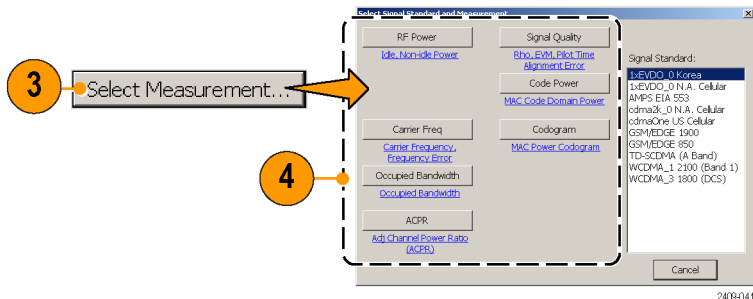 Select Signal Standard and Measurement
RF Power
Idle, Non-idle Power
Signal Quality
Rho, EVM, Pilot Time
Alignment Error
Code Power
MAC Code Domain Power
Carrier Freq
Carrier Frequency,
Frequency Error
Codogram
MAC Power Codogram
Occupied Bandwidth
Occupied Bandwidth
ACPR
Adj Channel Power Ratio
(ACPR)
Signal Standard:
1xEVDO_0 Korea
1xEVDO_0 N.A. Cellular
AMPS EIA 553
cdma2k_0 N.A. Cellular
cdmaOne US Cellular
GSM/EDGE 1900
GSM/EDGE 850
TD-SCDMA (A Band)
WCDMA_1 2100 (Band 1)
WCDMA_3 1800 (DCS)
Cancel
3
Select Measurement...
4
2409-041